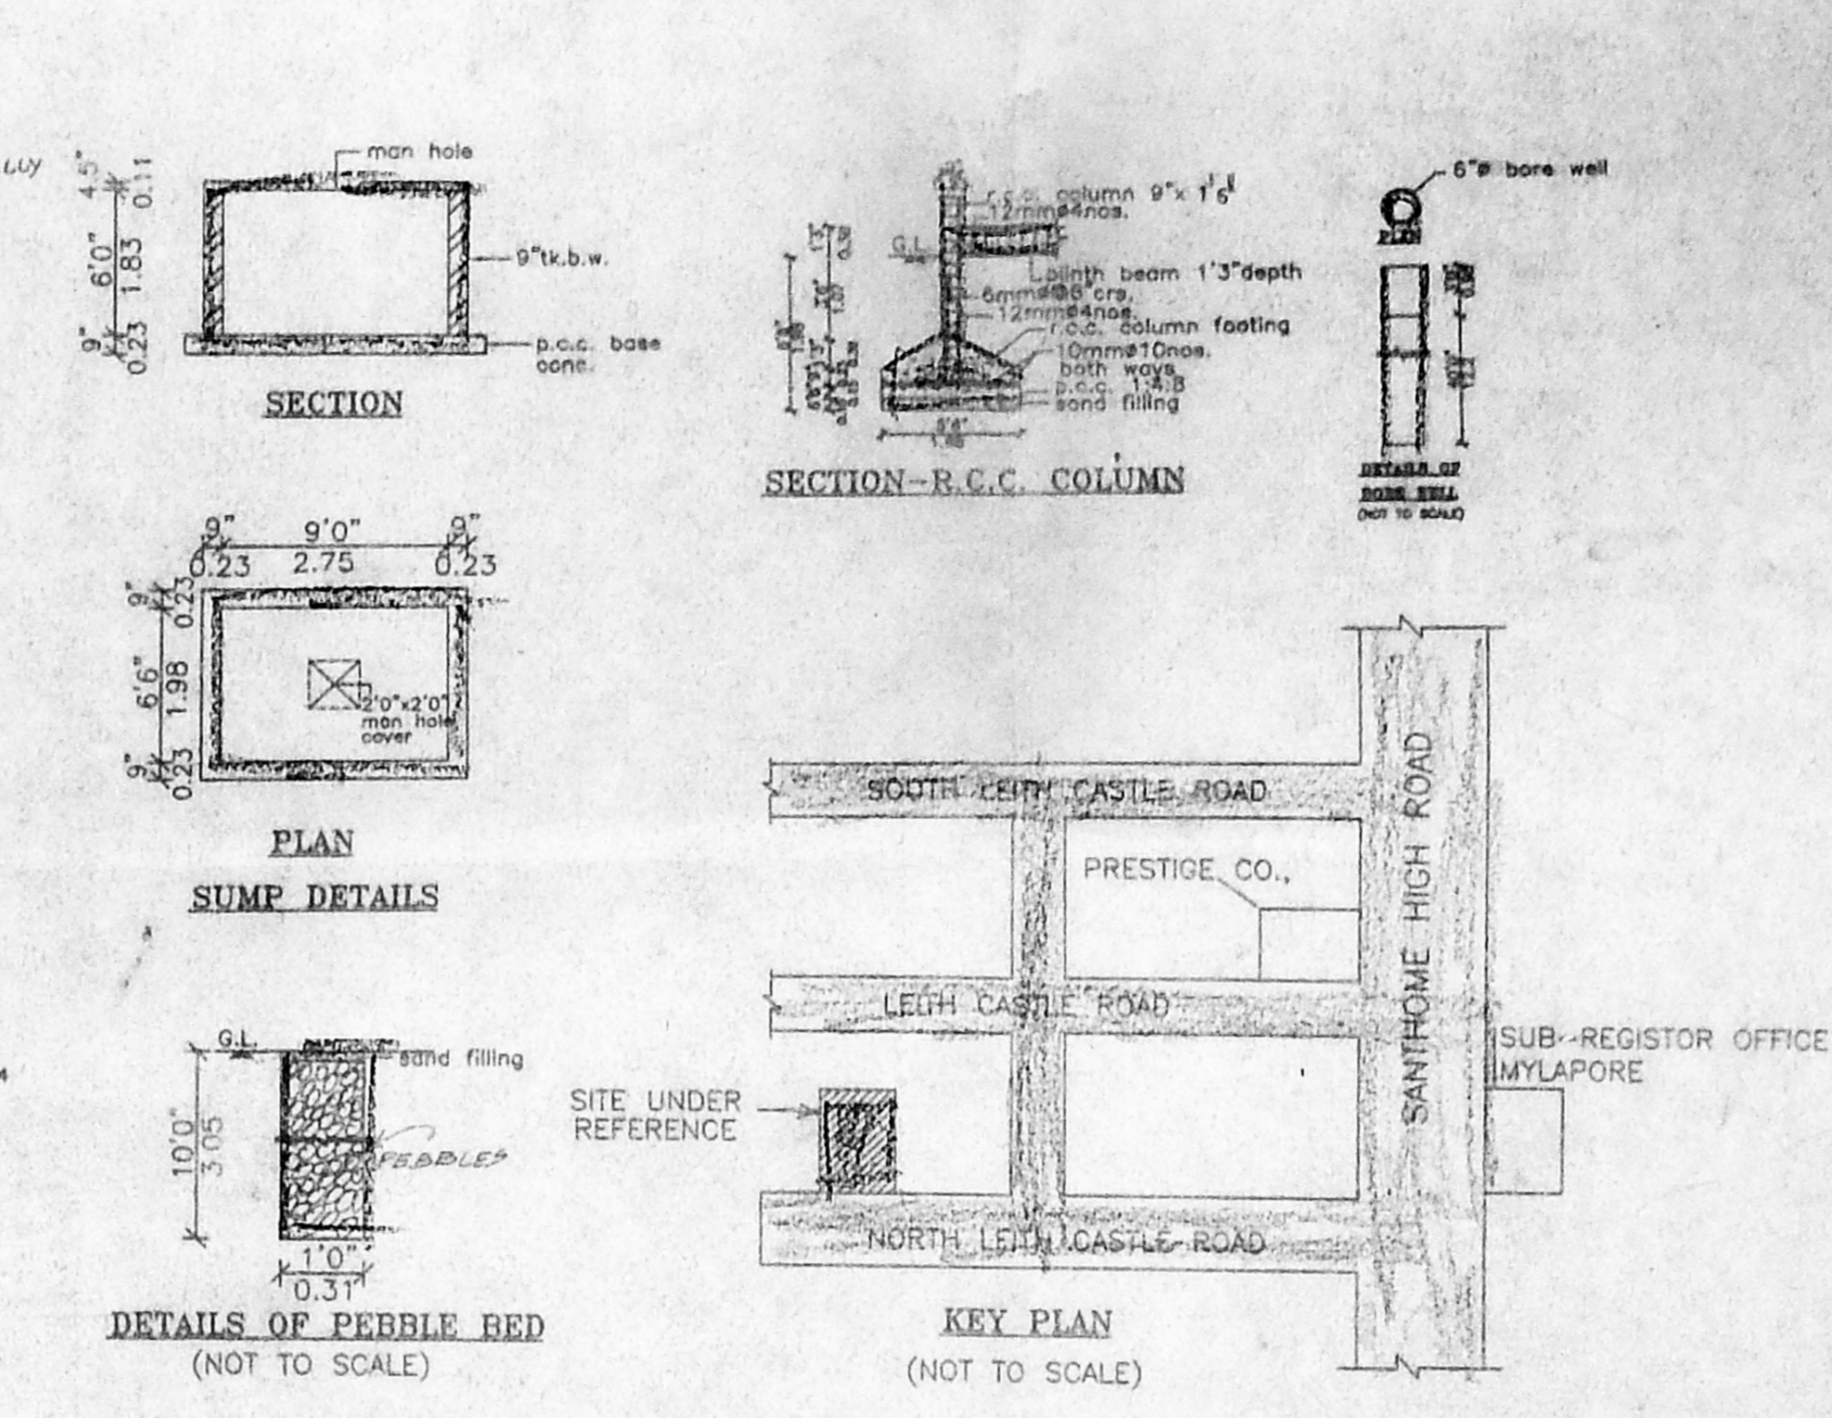 man hole
4.5"
0.11
6'0"
1.83
9"
0.23
9"tk.b.w.
p.c.c. base
conc.
SECTION
r.c.c. column 9"x 1'6"
12mmø4nos.
G.L.
plinth beam 1'3"depth
6mmø@6"crs.
12mmø4nos.
r.c.c. column footing
10mmø10nos.
both ways
p.c.c. 1:4:8
sand filling
SECTION-R.C.C. COLUMN
6"ø bore well
PLAN
DETAILS OF
BORE WELL
(NOT TO SCALE)
9" 9'0" 9"
0.23 2.75 0.23
9"
0.23
6'6"
1.98
9"
0.23
2'0"x2'0"
man hole
cover
PLAN
SUMP DETAILS
G.L.
sand filling
10'0"
3.05
PEBBLES
1'0"
0.31
DETAILS OF PEBBLE BED
(NOT TO SCALE)
SOUTH LEITH CASTLE ROAD
PRESTIGE CO.,
SANTHOME HIGH ROAD
LEITH CASTLE ROAD
SUB-REGISTOR OFFICE
MYLAPORE
SITE UNDER
REFERENCE
NORTH LEITH CASTLE ROAD
KEY PLAN
(NOT TO SCALE)